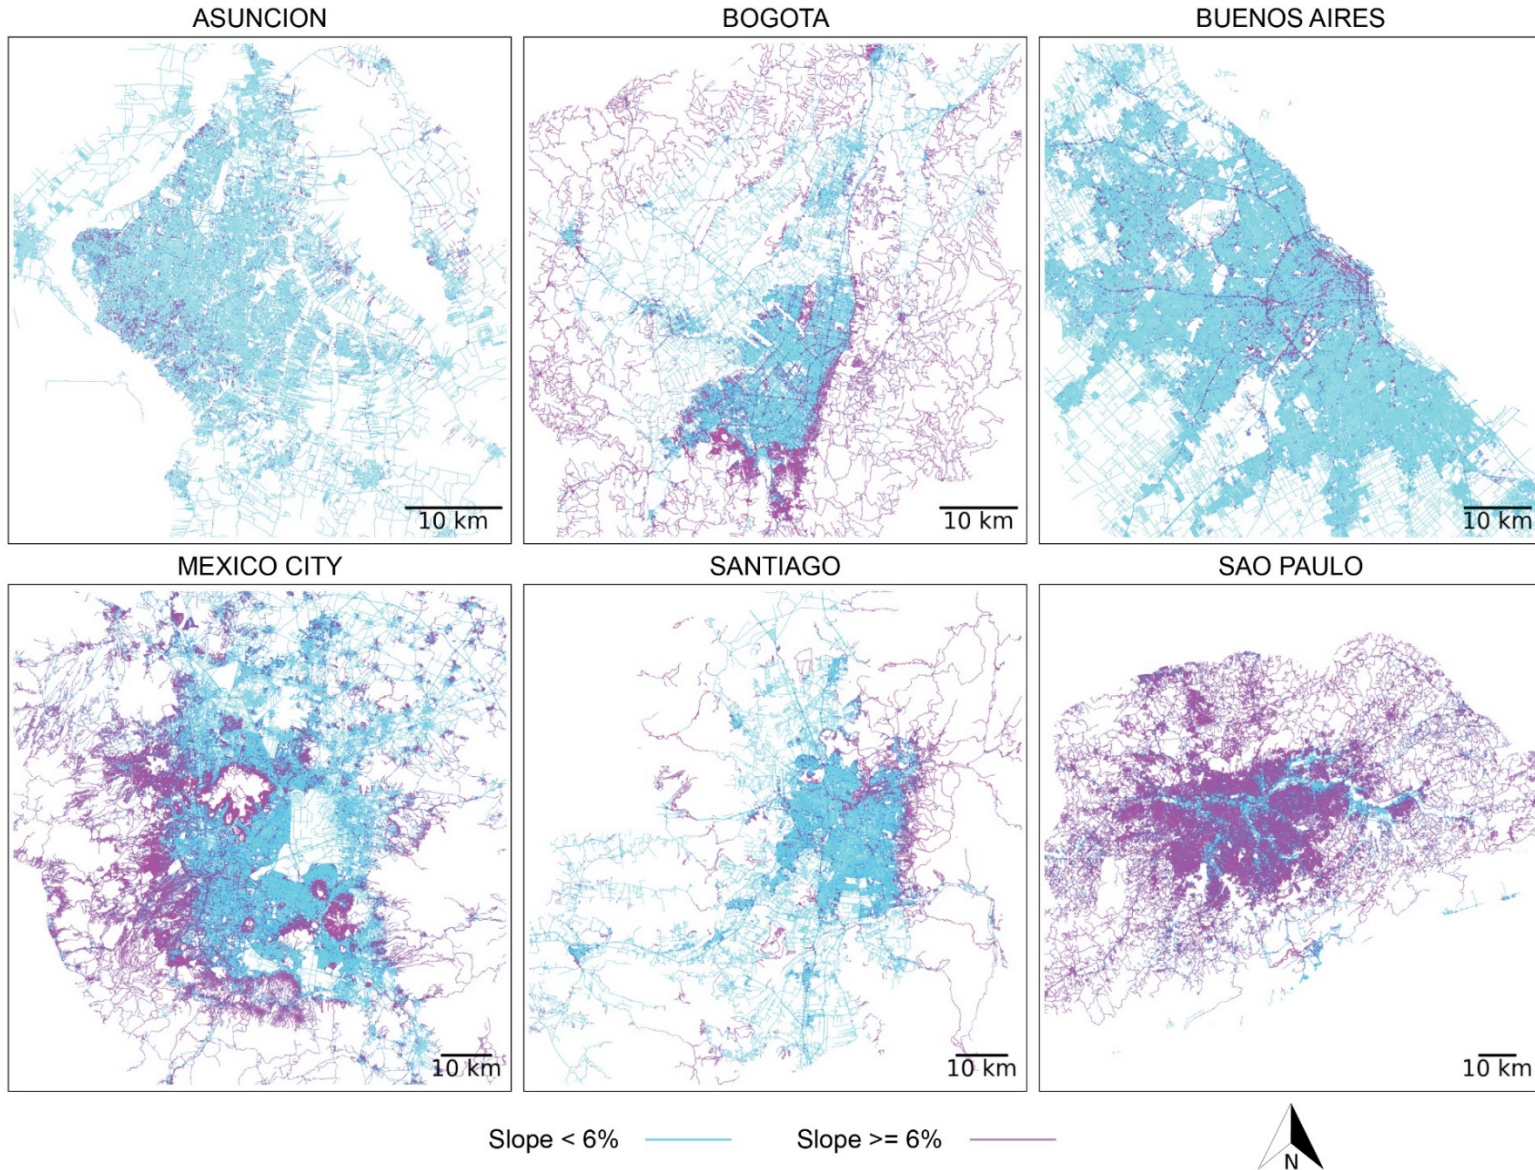 ASUNCION
BOGOTA
BUENOS AIRES
10 km
10 km
10 km
MEXICO CITY
SANTIAGO
SAO PAULO
10 km
10 km
10 km
Slope < 6%
Slope >= 6%
N